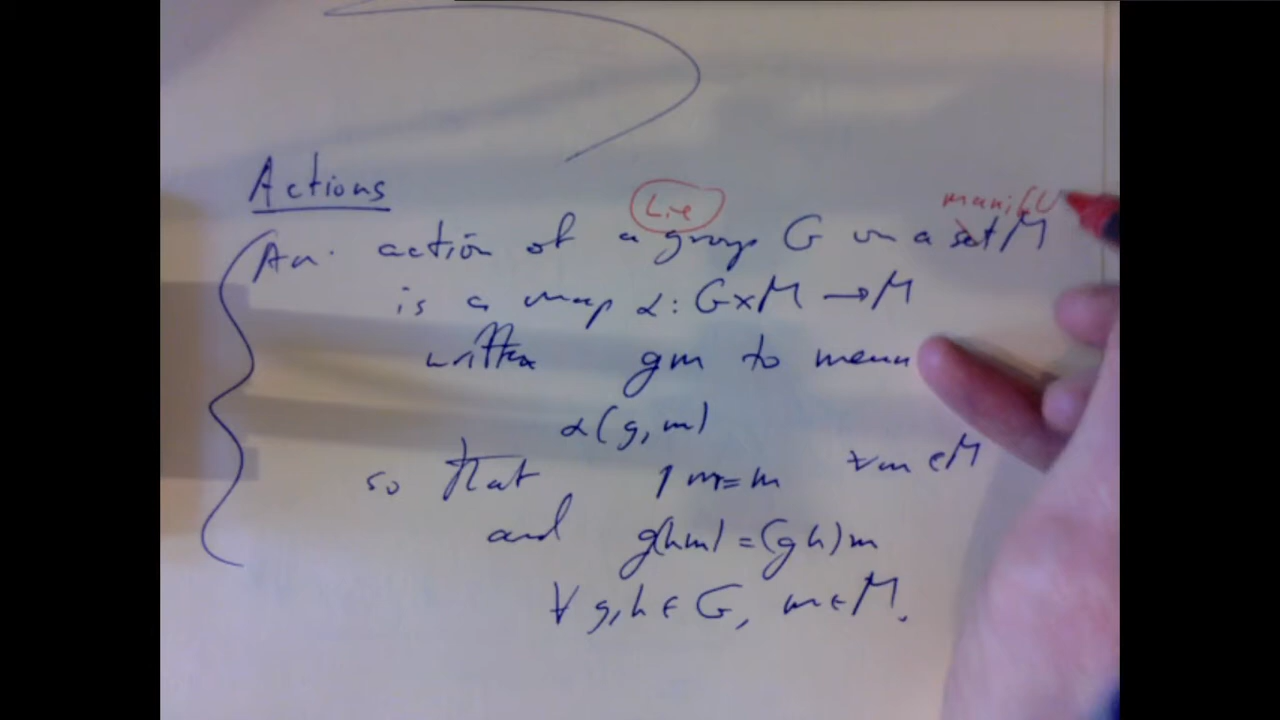 Actions
Lie manifld
An action of a group G on a set M
is a map α: G×M → M
written gm to mean
α(g,m)
so that 1m=m ∀m∈M
and g(hm)=(gh)m
∀ g,h∈G, m∈M.